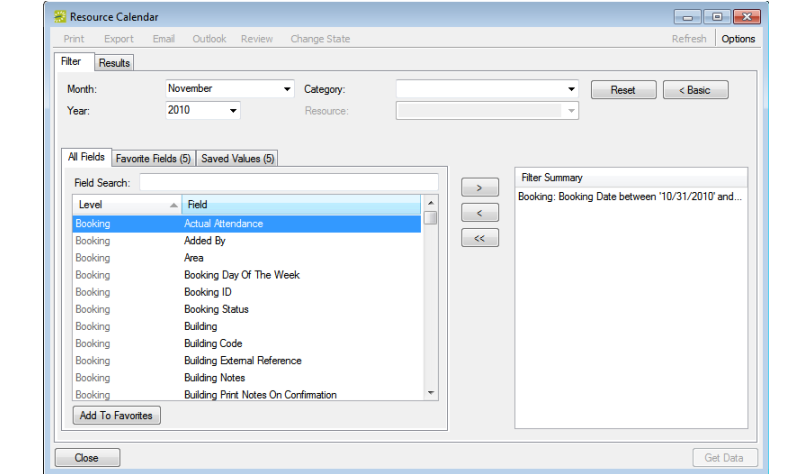 Resource Calendar
Print Export Email Outlook Review Change State Refresh Options
Filter Results
Month: November Category: Reset < Basic
Year: 2010 Resource:
All Fields Favorite Fields (5) Saved Values (5)
Field Search: > Filter Summary
Level Field Booking: Booking Date between '10/31/2010' and...
Booking Actual Attendance <
Booking Added By <<
Booking Area
Booking Booking Day Of The Week
Booking Booking ID
Booking Booking Status
Booking Building
Booking Building Code
Booking Building External Reference
Booking Building Notes
Booking Building Print Notes On Confirmation
Add To Favorites
Close Get Data